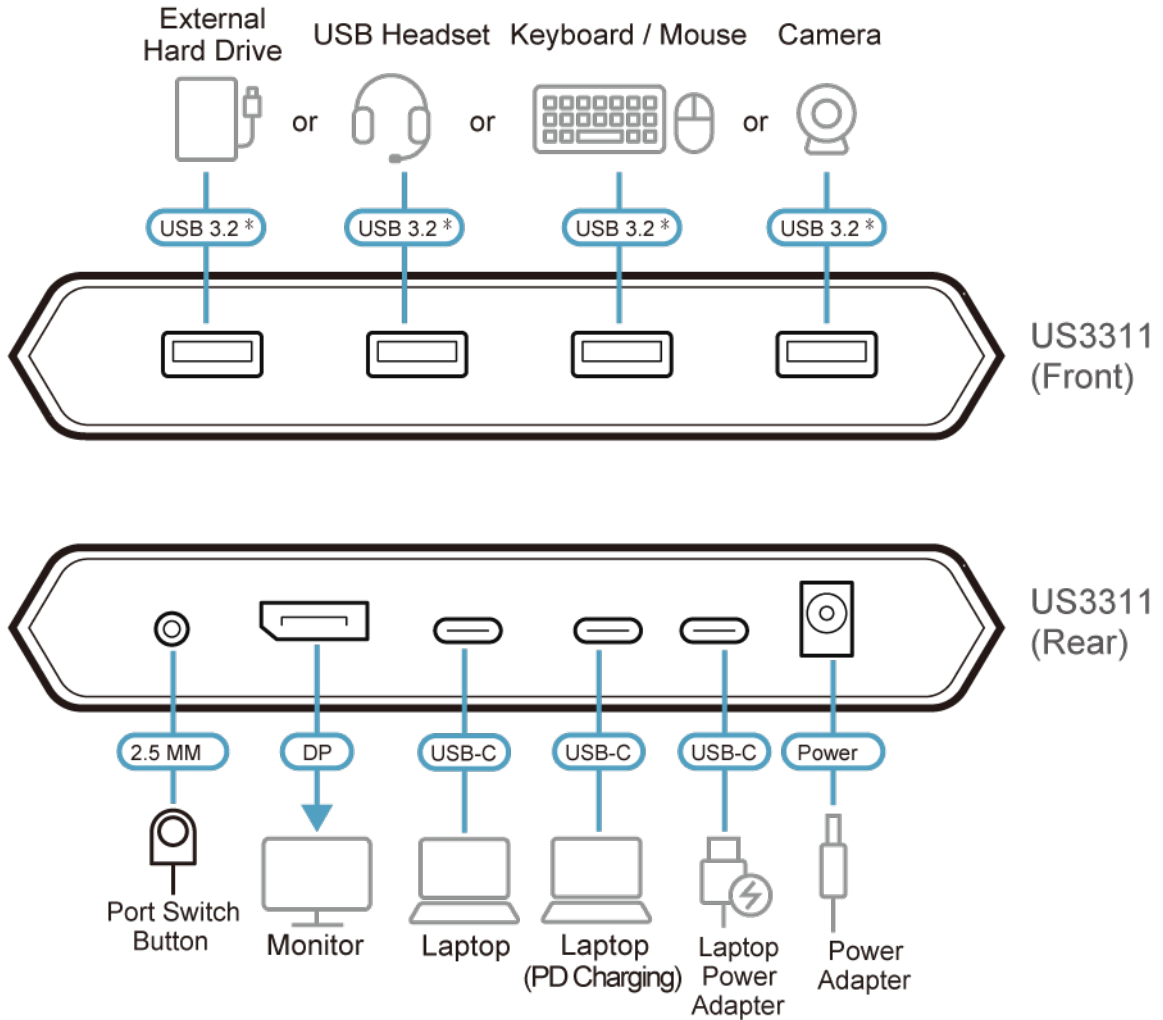 External
Hard Drive
USB Headset
Keyboard / Mouse
Camera
or
or
or
USB 3.2 *
USB 3.2 *
USB 3.2 *
USB 3.2 *
US3311
(Front)
US3311
(Rear)
2.5 MM
DP
USB-C
USB-C
USB-C
Power
Port Switch
Button
Monitor
Laptop
Laptop
(PD Charging)
Laptop
Power
Adapter
Power
Adapter